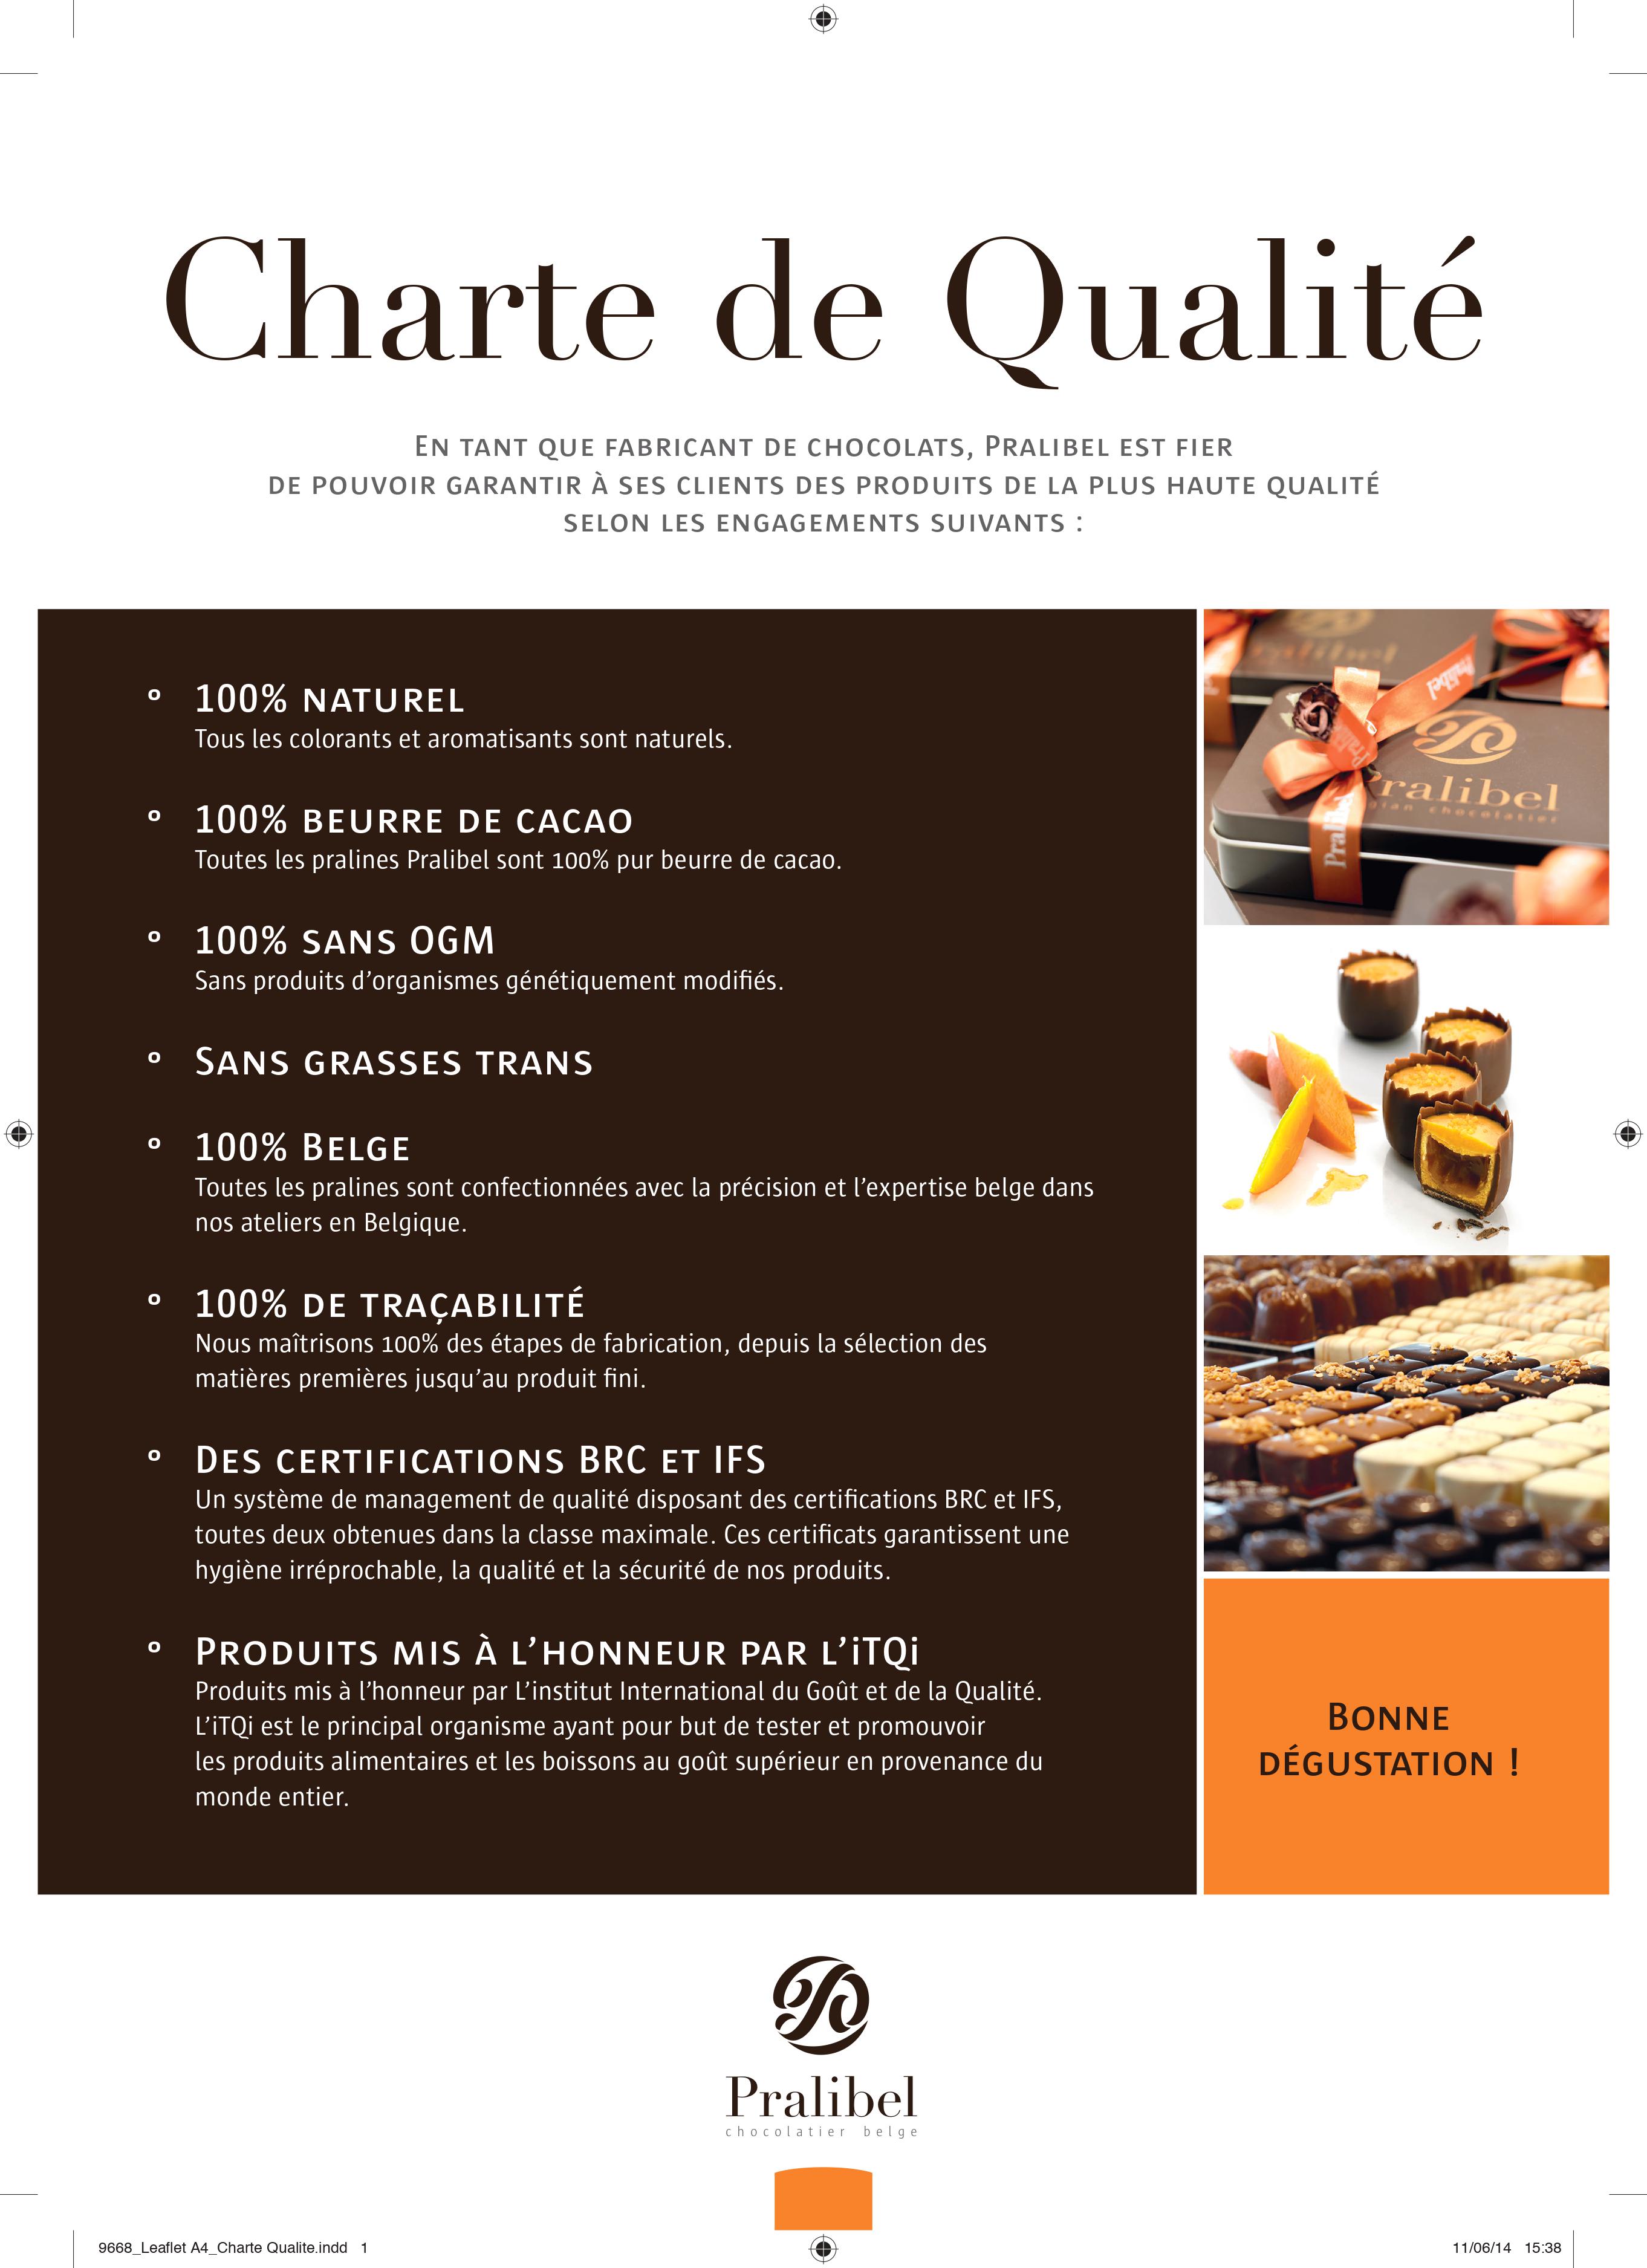 Charte de Qualité
En tant que fabricant de chocolats, Pralibel est fier
de pouvoir garantir à ses clients des produits de la plus haute qualité
selon les engagements suivants :
° 100% naturel
Tous les colorants et aromatisants sont naturels.
° 100% beurre de cacao
Toutes les pralines Pralibel sont 100% pur beurre de cacao.
° 100% sans OGM
Sans produits d’organismes génétiquement modifiés.
° Sans grasses trans
° 100% Belge
Toutes les pralines sont confectionnées avec la précision et l’expertise belge dans
nos ateliers en Belgique.
° 100% de traçabilité
Nous maîtrisons 100% des étapes de fabrication, depuis la sélection des
matières premières jusqu’au produit fini.
° Des certifications BRC et IFS
Un système de management de qualité disposant des certifications BRC et IFS,
toutes deux obtenues dans la classe maximale. Ces certificats garantissent une
hygiène irréprochable, la qualité et la sécurité de nos produits.
° Produits mis à l’honneur par l’iTQi
Produits mis à l’honneur par L’institut International du Goût et de la Qualité.
L’iTQi est le principal organisme ayant pour but de tester et promouvoir
les produits alimentaires et les boissons au goût supérieur en provenance du
monde entier.
Pralibel
chocolatier
Pralibel
Bonne
dégustation !
Pralibel
chocolatier belge
9668_Leaflet A4_Charte Qualite.indd 1
11/06/14 15:38